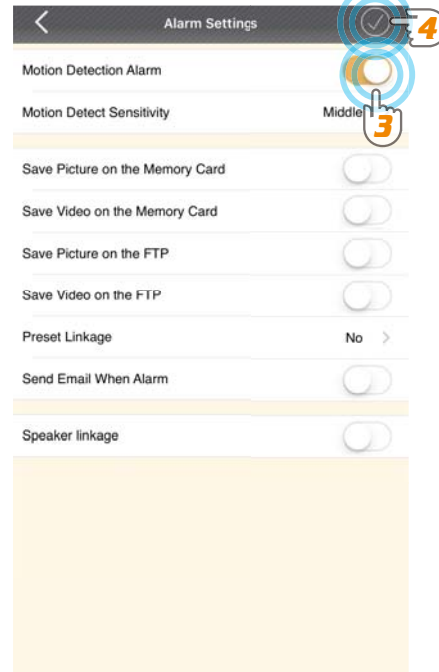 Alarm Settings
4
Motion Detection Alarm
Motion Detect Sensitivity Middle
3
Save Picture on the Memory Card
Save Video on the Memory Card
Save Picture on the FTP
Save Video on the FTP
Preset Linkage No
Send Email When Alarm
Speaker linkage